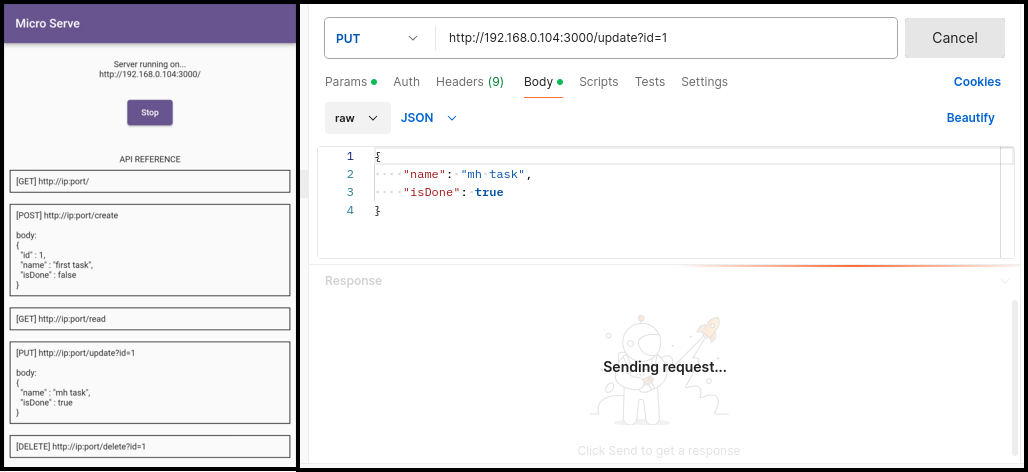 Micro Serve
Server running on...
http://192.168.0.104:3000/
Stop
API REFERENCE
[GET] http://ip:port/
[POST] http://ip:port/create
body:
{
"id" : 1,
"name" : "first task",
"isDone" : false
}
[GET] http://ip:port/read
[PUT] http://ip:port/update?id=1
body:
{
"name" : "mh task",
"isDone" : true
}
[DELETE] http://ip:port/delete?id=1
PUT http://192.168.0.104:3000/update?id=1 Cancel
Params Auth Headers (9) Body Scripts Tests Settings Cookies
raw JSON Beautify
1 {
2 "name": "mh task",
3 "isDone": true
4 }
Response
Sending request...
Click Send to get a response